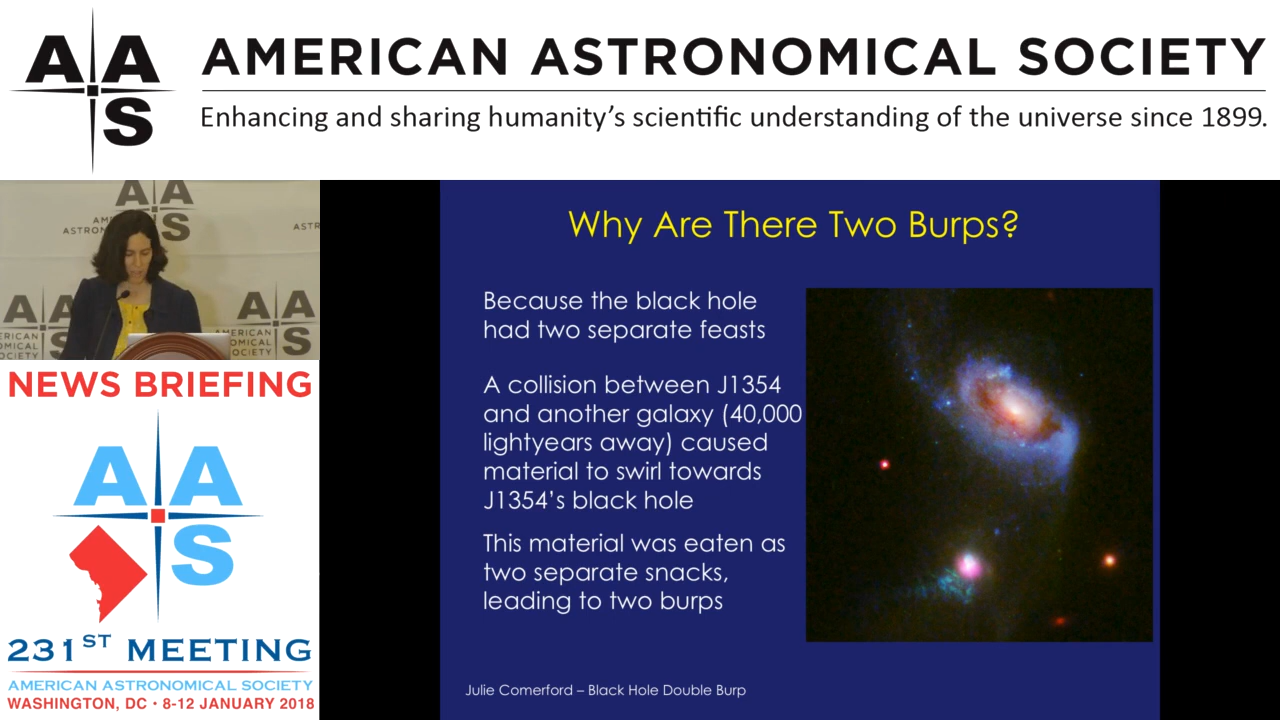 AAS
AMERICAN ASTRONOMICAL SOCIETY
Enhancing and sharing humanity's scientific understanding of the universe since 1899.
NEWS BRIEFING
AAS
231ST MEETING
AMERICAN ASTRONOMICAL SOCIETY
WASHINGTON, DC • 8-12 JANUARY 2018
Why Are There Two Burps?
Because the black hole
had two separate feasts
A collision between J1354
and another galaxy (40,000
lightyears away) caused
material to swirl towards
J1354's black hole
This material was eaten as
two separate snacks,
leading to two burps
Julie Comerford – Black Hole Double Burp